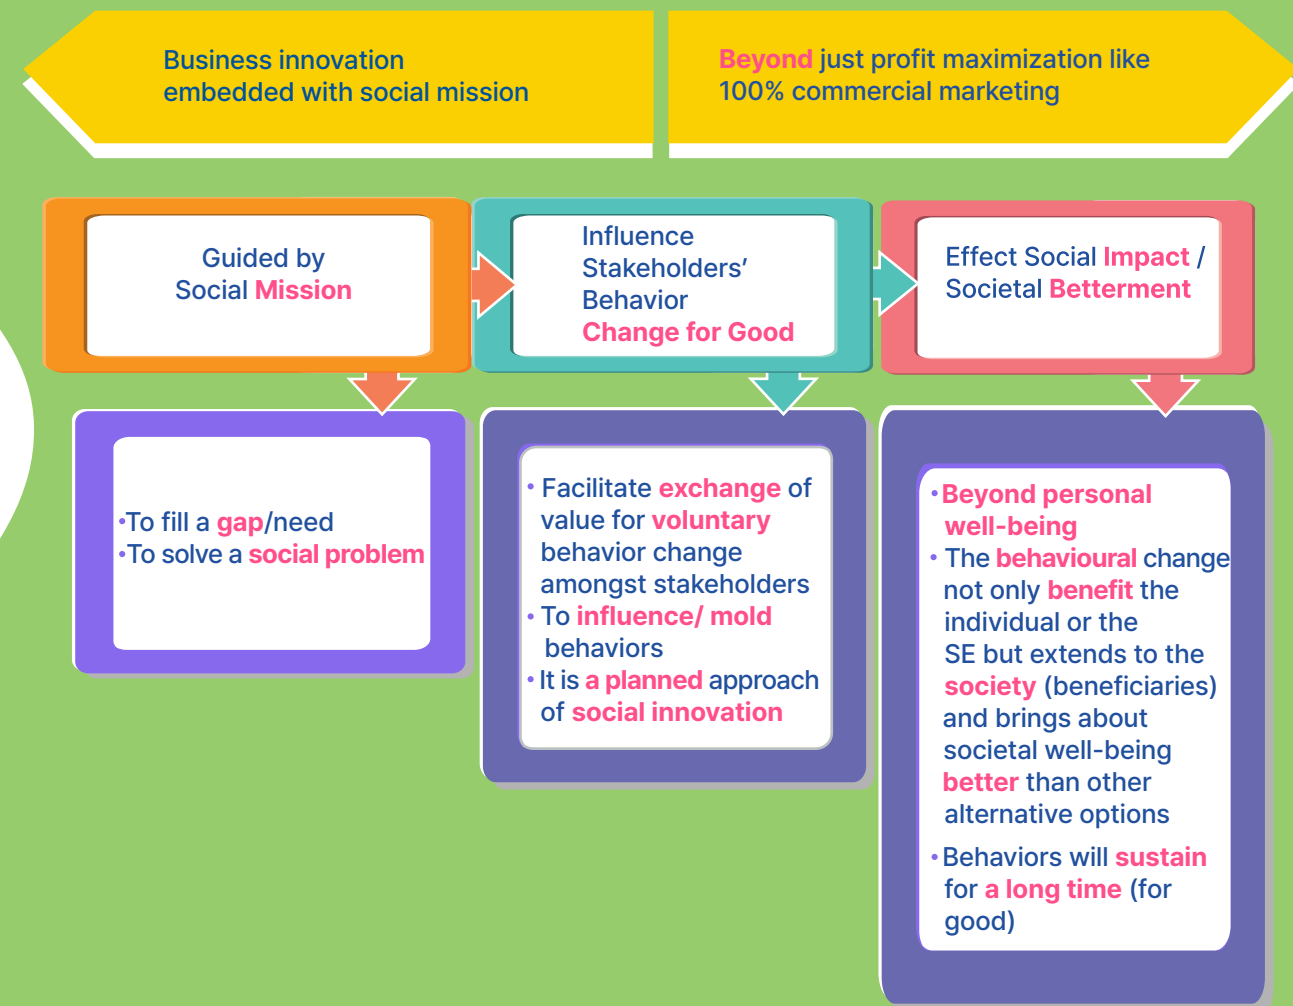 Business innovation
embedded with social mission
Beyond just profit maximization like
100% commercial marketing
Guided by
Social Mission
Influence
Stakeholders’
Behavior
Change for Good
Effect Social Impact /
Societal Betterment
•To fill a gap/need
•To solve a social problem
• Facilitate exchange of
value for voluntary
behavior change
amongst stakeholders
• To influence/ mold
behaviors
• It is a planned approach
of social innovation
• Beyond personal
well-being
• The behavioural change
not only benefit the
individual or the
SE but extends to the
society (beneficiaries)
and brings about
societal well-being
better than other
alternative options
• Behaviors will sustain
for a long time (for
good)